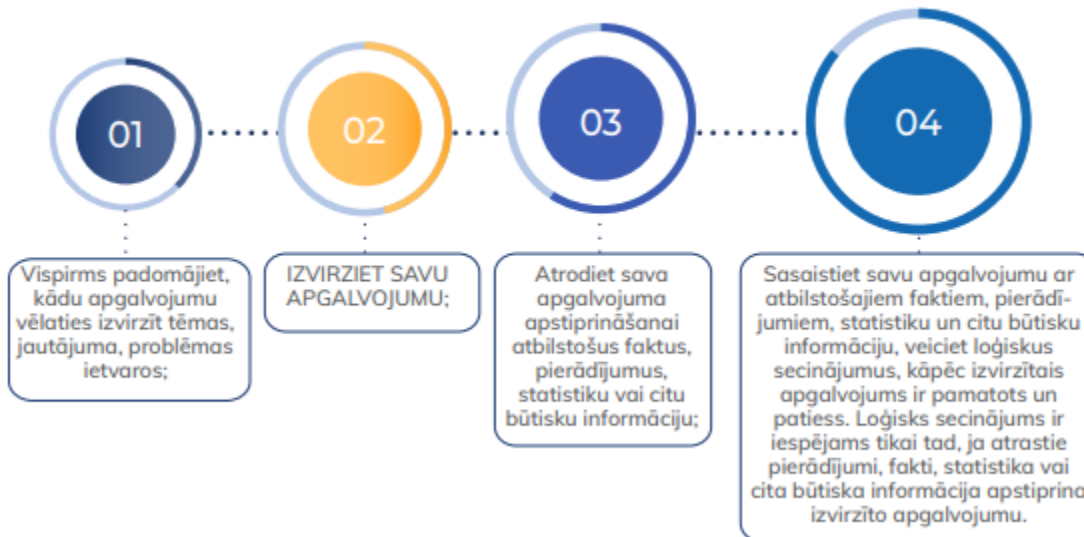 01
02
03
04
Vispirms padomājiet,
kādu apgalvojumu
vēlaties izvirzīt tēmas,
jautājuma, problēmas
ietvaros;
IZVIRZIET SAVU
APGALVOJUMU;
Atrodiet sava
apgalvojuma
apstiprināšanai
atbilstošus faktus,
pierādījumus,
statistiku vai citu
būtisku informāciju;
Sasaistiet savu apgalvojumu ar
atbilstošajiem faktiem, pierādī-
jumiem, statistiku un citu būtisku
informāciju, veiciet loģiskus
secinājumus, kāpēc izvirzītais
apgalvojums ir pamatots un
patiess. Loģisks secinājums ir
iespējams tikai tad, ja atrastie
pierādījumi, fakti, statistika vai
cita būtiska informācija apstiprina
izvirzīto apgalvojumu.